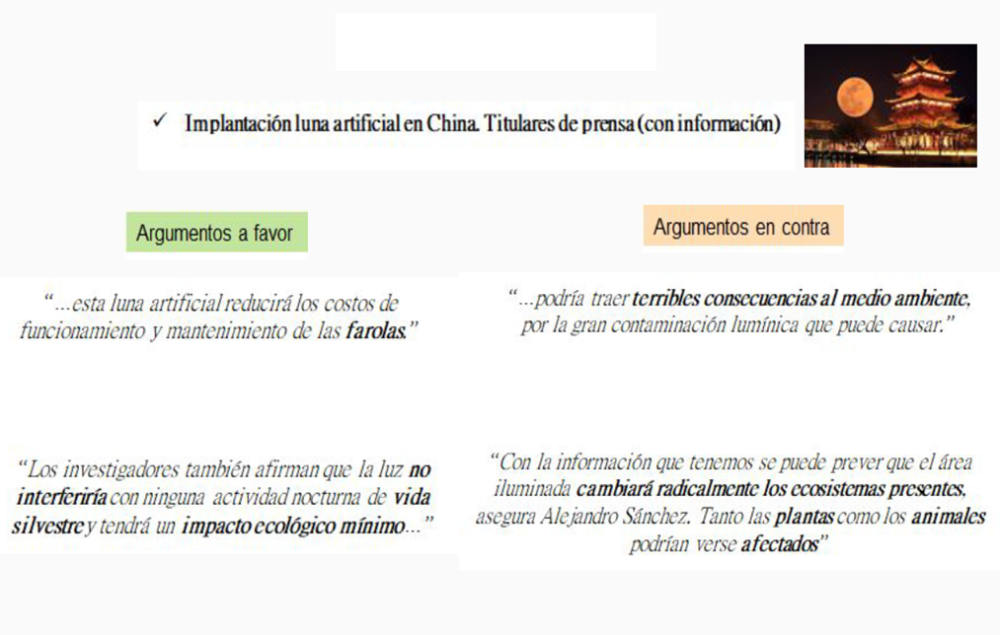 ✓ Implantación luna artificial en China. Titulares de prensa (con información)
Argumentos a favor
“…esta luna artificial reducirá los costos de
funcionamiento y mantenimiento de las farolas.”
“Los investigadores también afirman que la luz no
interferiría con ninguna actividad nocturna de vida
silvestre y tendrá un impacto ecológico mínimo…”
Argumentos en contra
“…podría traer terribles consecuencias al medio ambiente,
por la gran contaminación lumínica que puede causar.”
“Con la información que tenemos se puede prever que el área
iluminada cambiará radicalmente los ecosistemas presentes,
asegura Alejandro Sánchez. Tanto las plantas como los animales
podrían verse afectados”